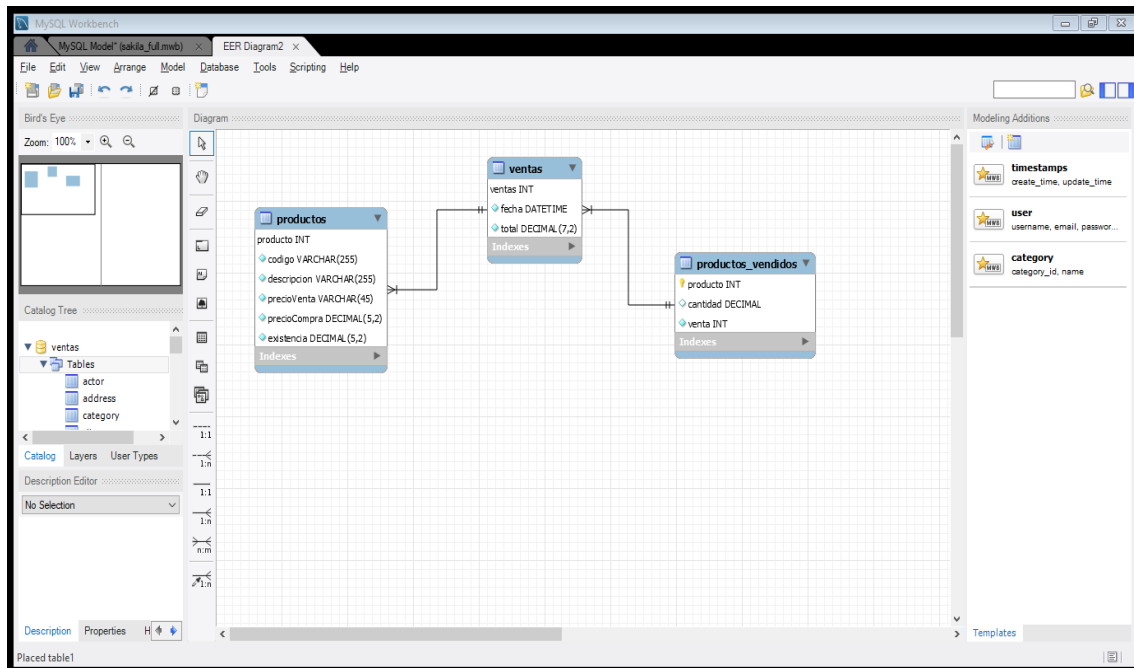 MySQL Workbench
MySQL Model* (sakila_full.mwb) × EER Diagram2 ×
File Edit View Arrange Model Database Tools Scripting Help
Bird's Eye
Zoom: 100%
Diagram
Modeling Additions
timestamps
create_time, update_time
user
username, email, passwor...
category
category_id, name
ventas
ventas INT
fecha DATETIME
total DECIMAL(7,2)
Indexes
productos
producto INT
codigo VARCHAR(255)
descripcion VARCHAR(255)
precioVenta VARCHAR(45)
precioCompra DECIMAL(5,2)
existencia DECIMAL(5,2)
Indexes
productos_vendidos
producto INT
cantidad DECIMAL
venta INT
Indexes
Catalog Tree
ventas
Tables
actor
address
category
Catalog Layers User Types
Description Editor
No Selection
1:1
1:n
1:1
1:n
n:m
1:n
Description Properties H
Templates
Placed table1